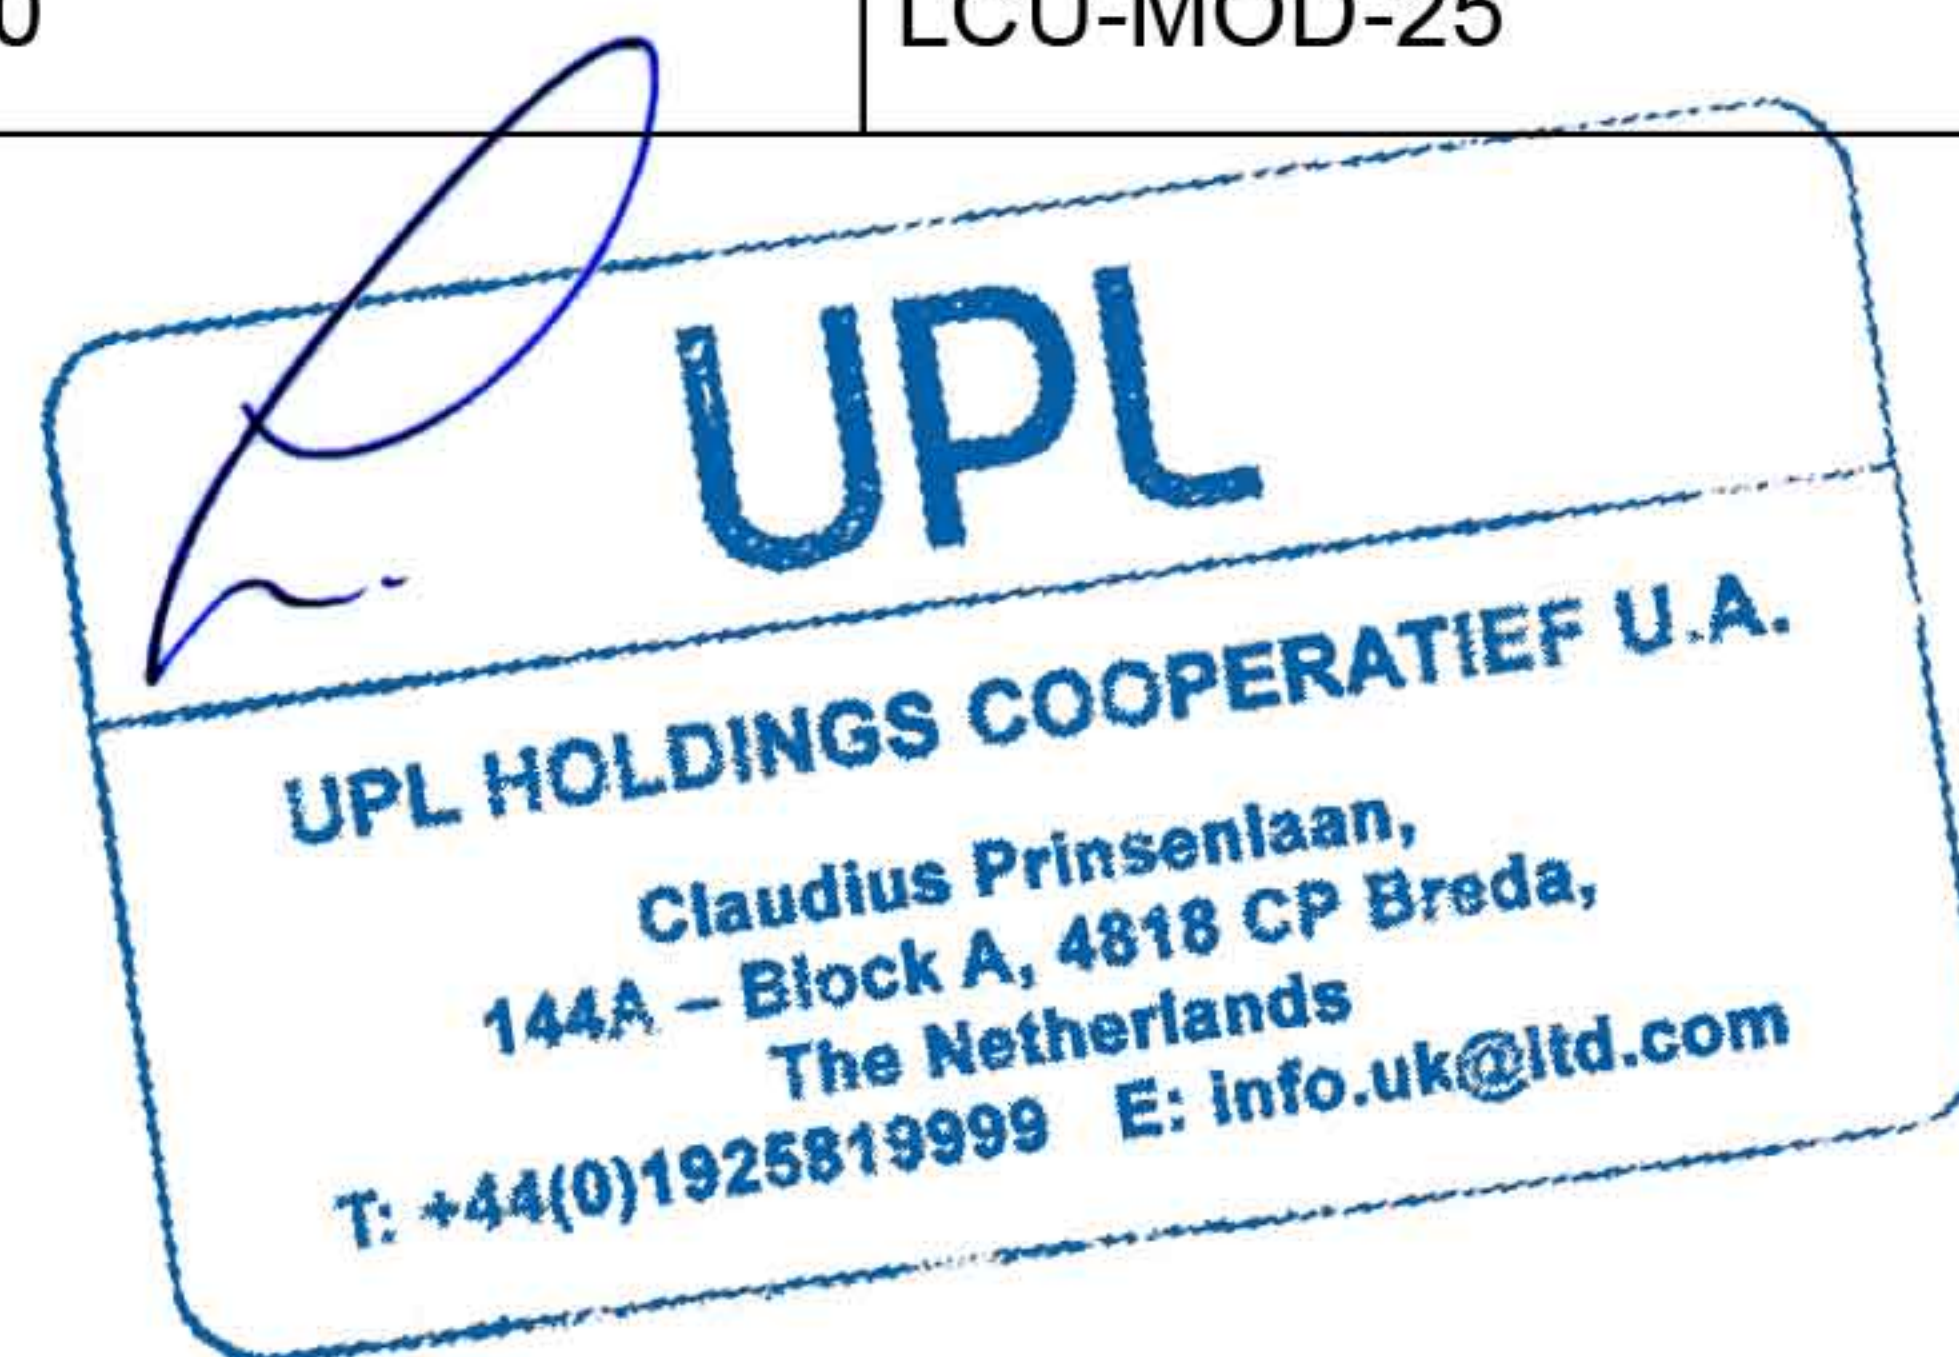 0 LCU-MOD-25
UPL
UPL HOLDINGS COOPERATIEF U.A.
Claudius Prinsenlaan,
144A – Block A, 4818 CP Breda,
The Netherlands
T: +44(0)1925819999 E: info.uk@ltd.com